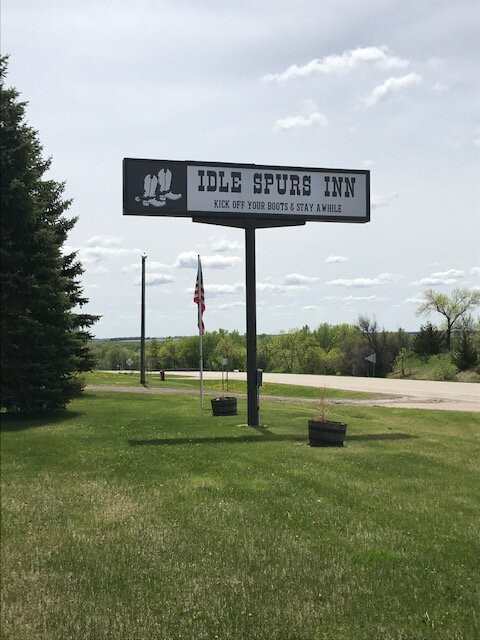 IDLE SPURS INN
KICK OFF YOUR BOOTS & STAY AWHILE